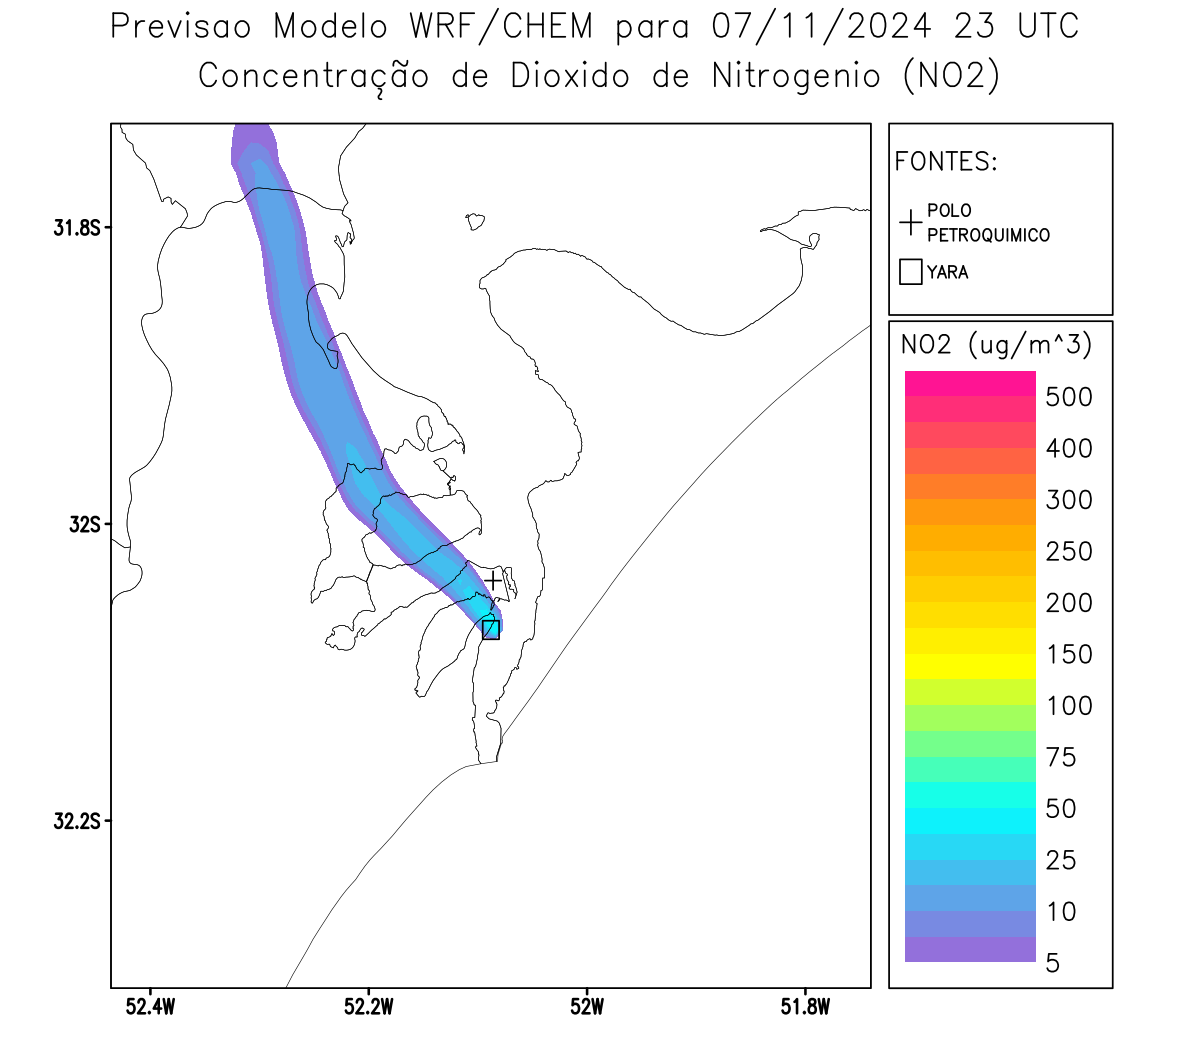 Previsao Modelo WRF/CHEM para 07/11/2024 23 UTC
Concentração de Dioxido de Nitrogenio (NO2)
FONTES:
POLO
PETROQUIMICO
YARA
31.8S
32S
32.2S
52.4W
52.2W
52W
51.8W
NO2 (ug/m^3)
500
400
300
250
200
150
100
75
50
25
10
5